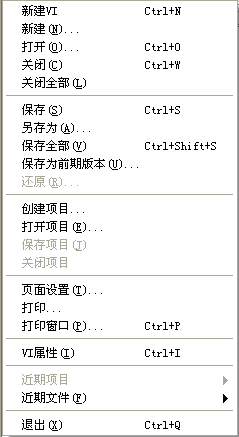 新建VI Ctrl+N
新建(N)...
打开(O)... Ctrl+O
关闭(C) Ctrl+W
关闭全部(L)
保存(S) Ctrl+S
另存为(A)...
保存全部(V) Ctrl+Shift+S
保存为前期版本(U)...
还原(R)...
创建项目...
打开项目(E)...
保存项目(J)
关闭项目
页面设置(T)...
打印...
打印窗口(P)... Ctrl+P
VI属性(I) Ctrl+I
近期项目
近期文件(F)
退出(X) Ctrl+Q